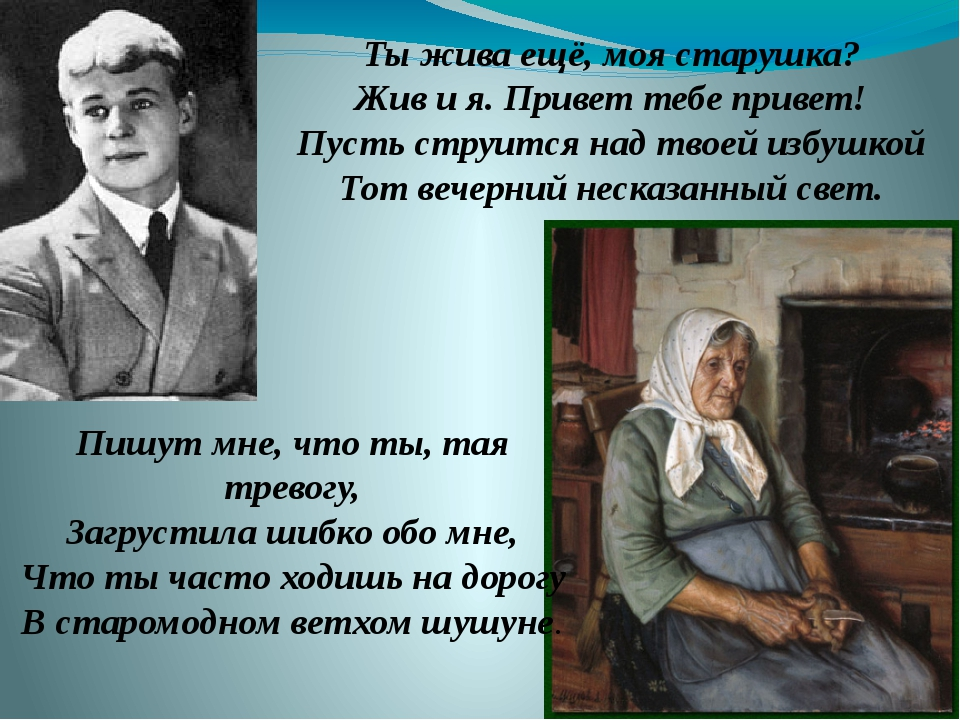 Ты жива ещё, моя старушка?
Жив и я. Привет тебе привет!
Пусть струится над твоей избушкой
Тот вечерний несказанный свет.
Пишут мне, что ты, тая
тревогу,
Загрустила шибко обо мне,
Что ты часто ходишь на дорогу
В старомодном ветхом шушуне.